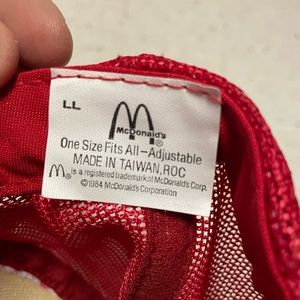 LL
McDonald's
One Size Fits All-Adjustable
MADE IN TAIWAN,ROC
m is a registered trademark of McDonald's Corp.
©1984 McDonald's Corporation